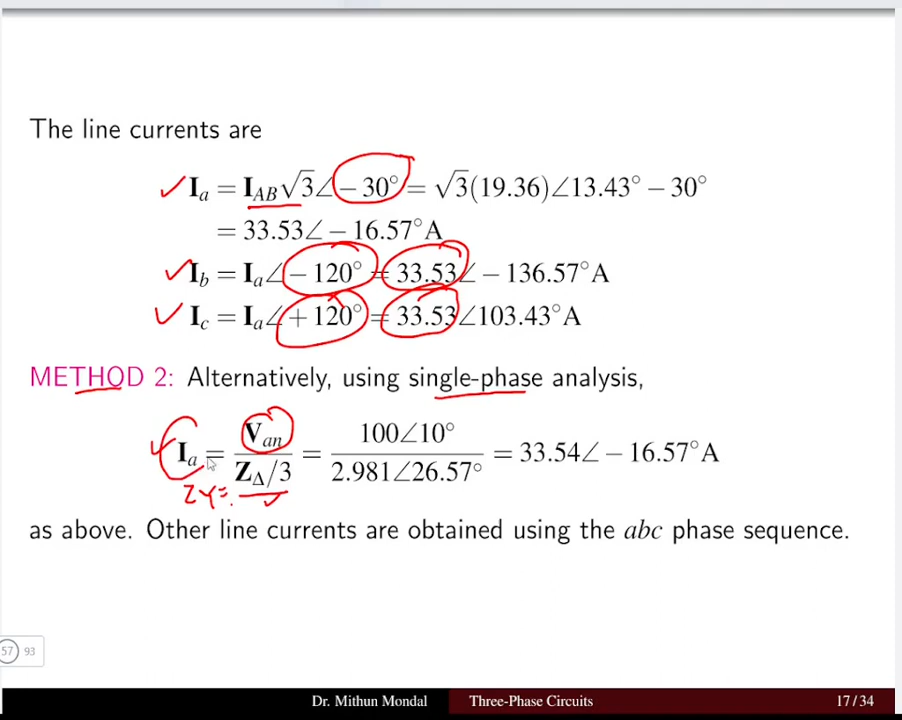 The line currents are
✓ I_a = I_AB√3∠−30° = √3(19.36)∠13.43° − 30°
= 33.53∠−16.57°A
✓ I_b = I_a∠−120° = 33.53∠−136.57°A
✓ I_c = I_a∠+120° = 33.53∠103.43°A
METHOD 2: Alternatively, using single-phase analysis,
I_a = V_an / Z_Δ/3 = 100∠10° / 2.981∠26.57° = 33.54∠−16.57°A
ZY=
as above. Other line currents are obtained using the abc phase sequence.
57 93
Dr. Mithun Mondal Three-Phase Circuits 17/34